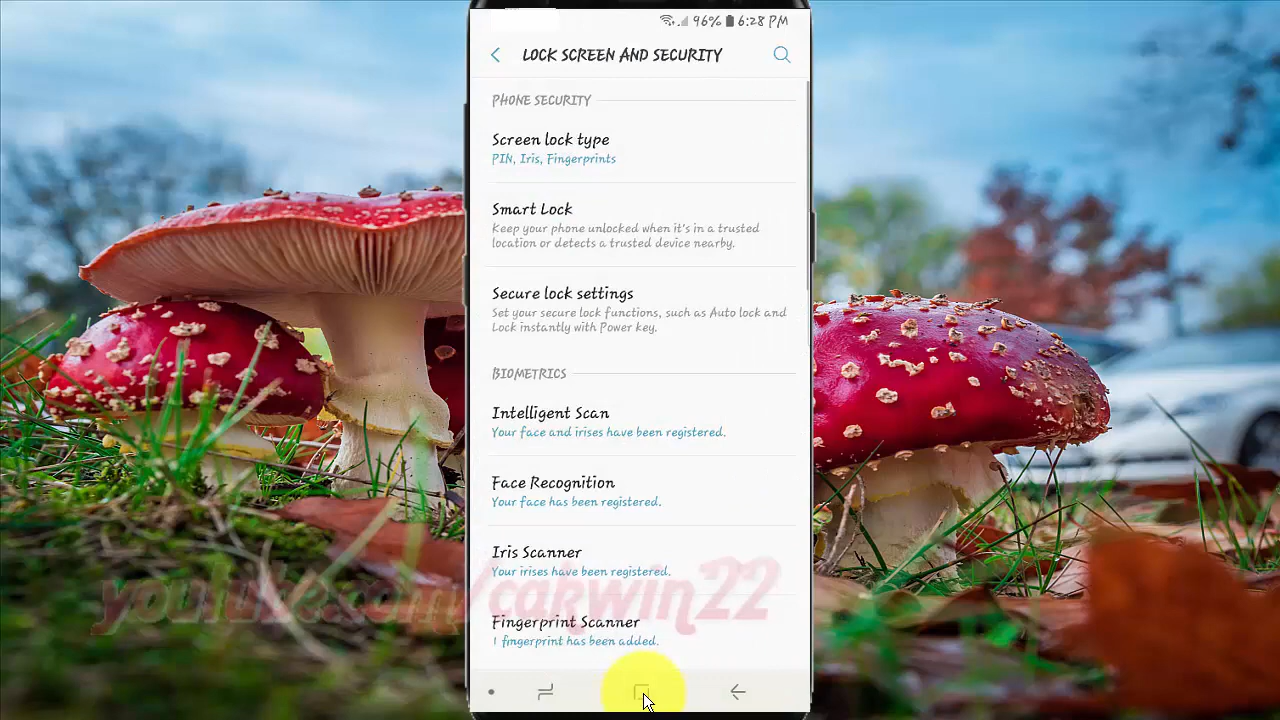 96% 6:28 PM
LOCK SCREEN AND SECURITY
PHONE SECURITY
Screen lock type
PIN, Iris, Fingerprints
Smart Lock
Keep your phone unlocked when it's in a trusted
location or detects a trusted device nearby.
Secure lock settings
Set your secure lock functions, such as Auto lock and
Lock instantly with Power key.
BIOMETRICS
Intelligent Scan
Your face and irises have been registered.
Face Recognition
Your face has been registered.
Iris Scanner
Your irises have been registered.
youtube.com/carwin22
Fingerprint Scanner
1 fingerprint has been added.